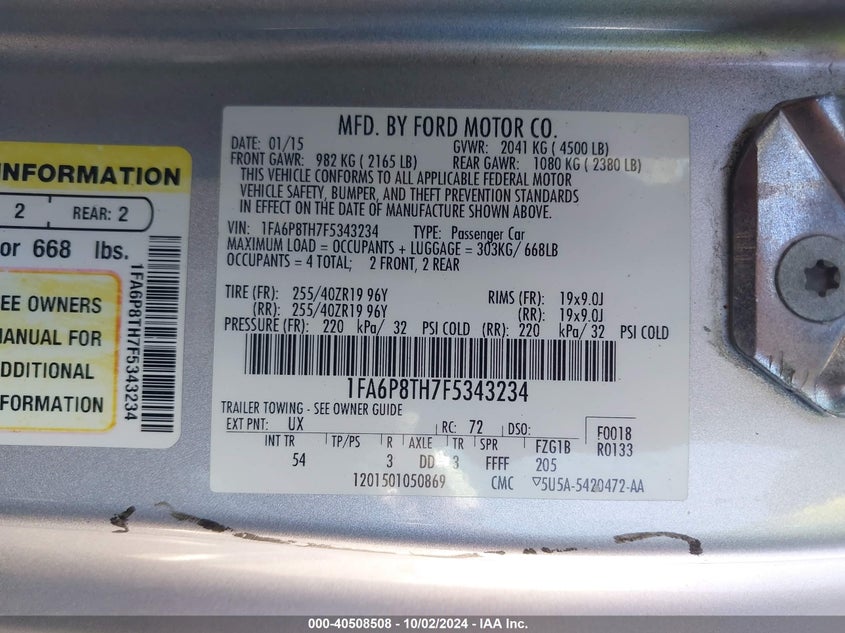 INFORMATION
2 REAR: 2
or 668 lbs.
SEE OWNERS
MANUAL FOR
ADDITIONAL
INFORMATION
1FA6P8TH7F5343234
MFD. BY FORD MOTOR CO.
DATE: 01/15 GVWR: 2041 KG ( 4500 LB)
FRONT GAWR: 982 KG ( 2165 LB) REAR GAWR: 1080 KG ( 2380 LB)
THIS VEHICLE CONFORMS TO ALL APPLICABLE FEDERAL MOTOR
VEHICLE SAFETY, BUMPER, AND THEFT PREVENTION STANDARDS
IN EFFECT ON THE DATE OF MANUFACTURE SHOWN ABOVE.
VIN: 1FA6P8TH7F5343234 TYPE: Passenger Car
MAXIMUM LOAD = OCCUPANTS + LUGGAGE = 303KG/ 668LB
OCCUPANTS = 4 TOTAL; 2 FRONT, 2 REAR
TIRE (FR): 255/40ZR19 96Y RIMS (FR): 19x9.0J
(RR): 255/40ZR19 96Y (RR): 19x9.0J
PRESSURE (FR): 220 kPa/ 32 PSI COLD (RR): 220 kPa/ 32 PSI COLD
1FA6P8TH7F5343234
TRAILER TOWING - SEE OWNER GUIDE
EXT PNT: UX RC: 72 DSO: F0018
INT TR TP/PS R AXLE TR SPR FZG1B R0133
54 3 DD 3 FFFF 205
1201501050869 CMC ▽5U5A-5420472-AA
000-40508508 - 10/02/2024 - IAA Inc.